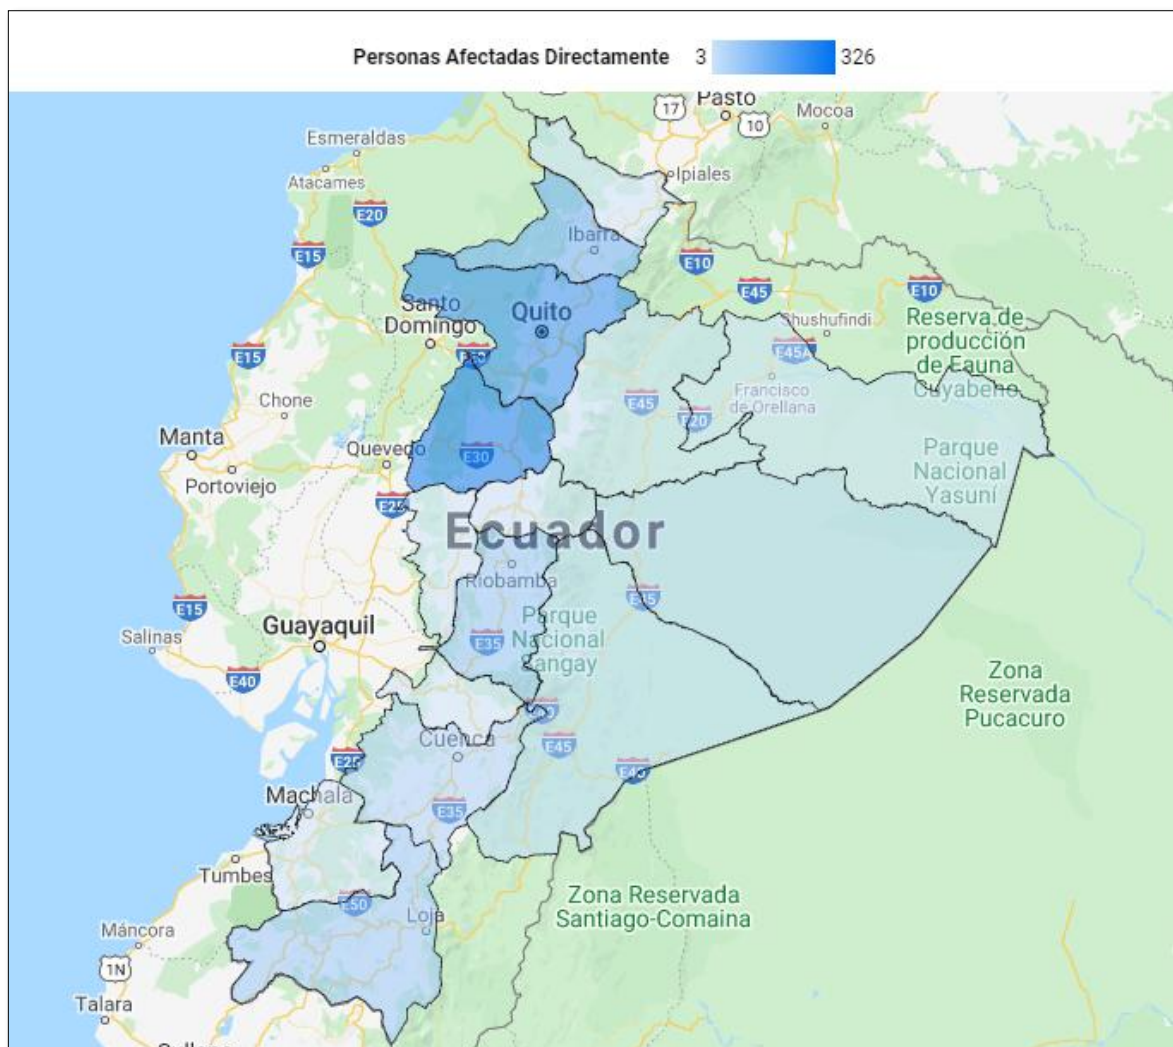 Personas Afectadas Directamente 3 326
Pasto
17
10
Mocoa
Esmeraldas
Ipiales
Atacames
E20
Ibarra
E15
E10
E45
E10
Santo
Domingo
Quito
Shushufindi
Reserva de
producción
de Fauna
Cuyabeno
E15
E45A
Chone
Francisco
de Orellana
E45
E20
Manta
Quevedo
E30
Parque
Nacional
Yasuní
Portoviejo
E25
Ecuador
Riobamba
E15
Parque
Nacional
Sangay
Guayaquil
Salinas
E35
E40
Zona
Reservada
Pucacuro
Cuenca
E45
E25
Machala
E35
Tumbes
Zona Reservada
Santiago-Comaina
E50
Loja
Máncora
1N
Talara